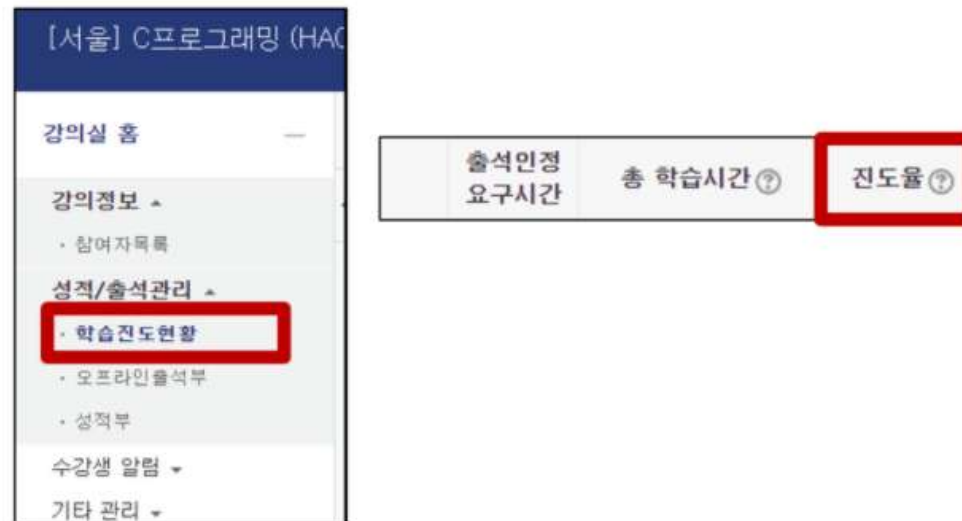 [서울] C프로그래밍 (HAC
강의실 홈
강의정보
· 참여자목록
성적/출석관리
· 학습진도현황
· 오프라인출석부
· 성적부
수강생 알림
기타 관리
출석인정
요구시간
총 학습시간 ?
진도율 ?